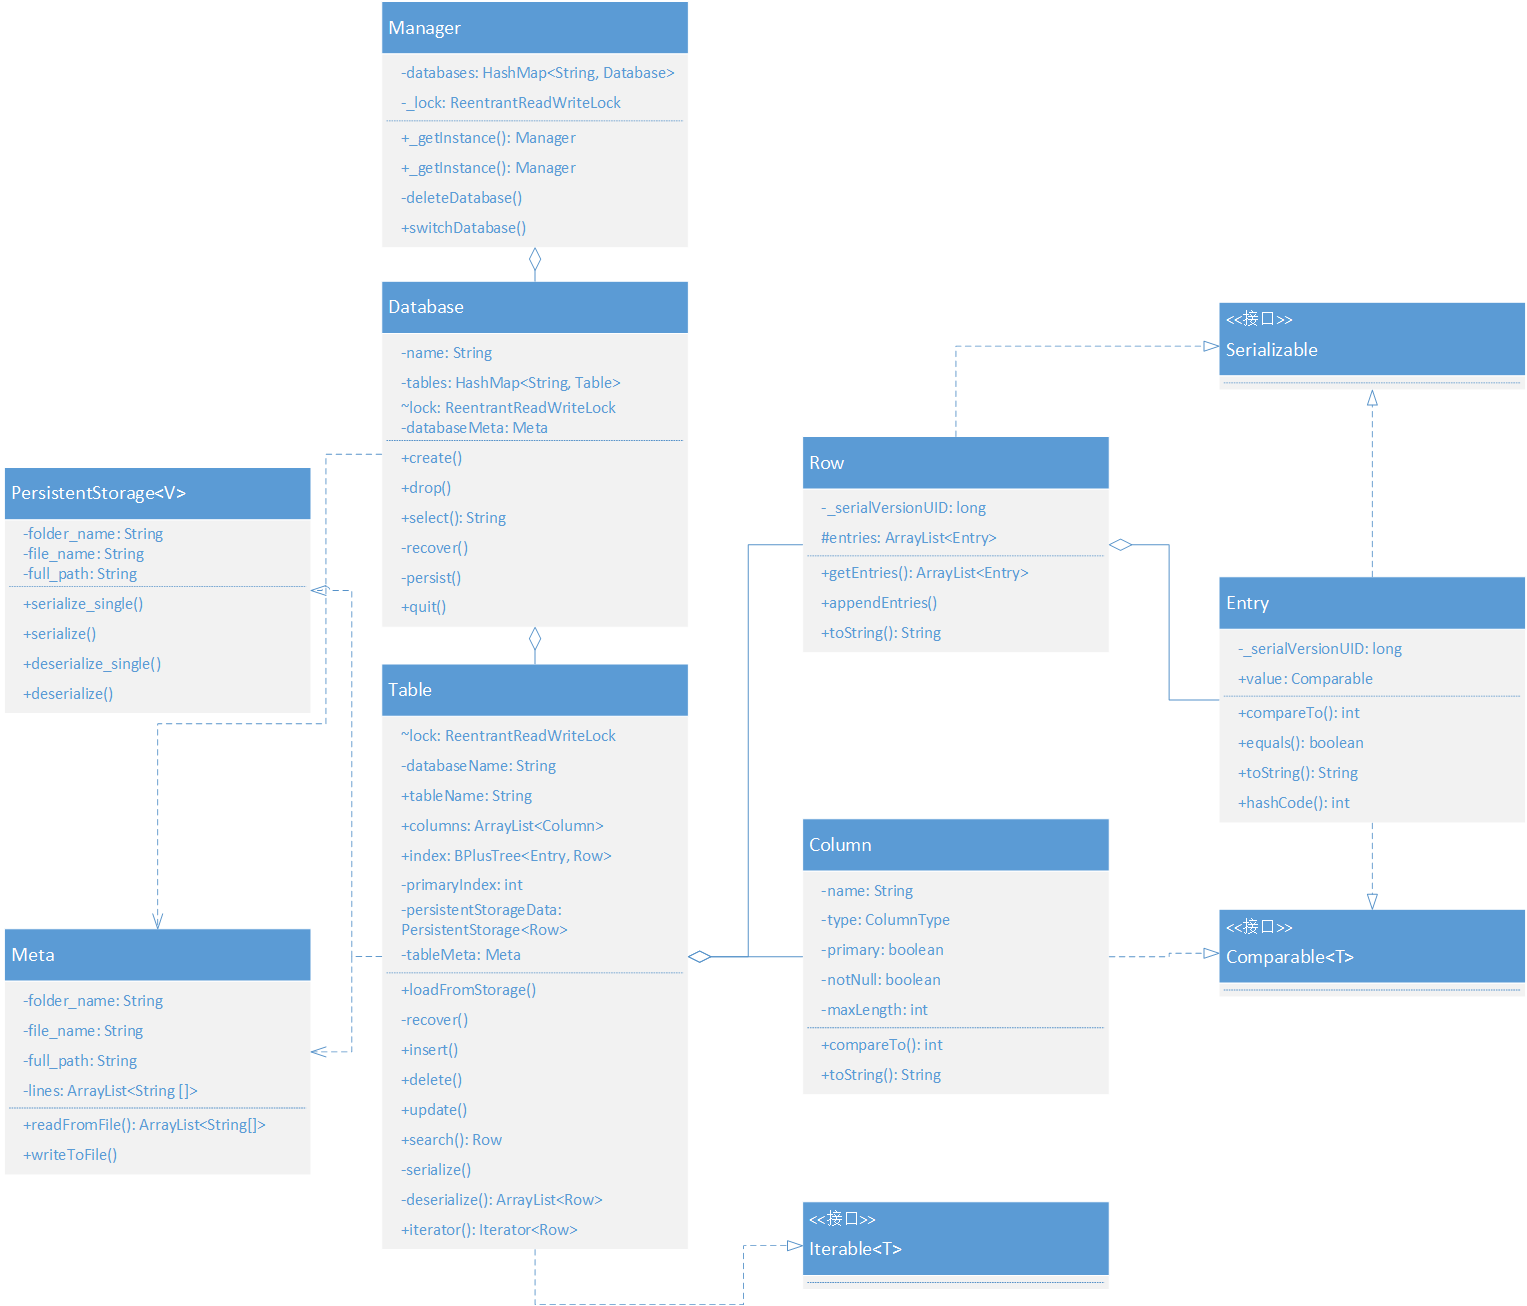 Manager
-databases: HashMap<String, Database>
-_lock: ReentrantReadWriteLock
+_getInstance(): Manager
+_getInstance(): Manager
-deleteDatabase()
+switchDatabase()
Database
-name: String
-tables: HashMap<String, Table>
~lock: ReentrantReadWriteLock
-databaseMeta: Meta
+create()
+drop()
+select(): String
-recover()
-persist()
+quit()
PersistentStorage<V>
-folder_name: String
-file_name: String
-full_path: String
+serialize_single()
+serialize()
+deserialize_single()
+deserialize()
Meta
-folder_name: String
-file_name: String
-full_path: String
-lines: ArrayList<String []>
+readFromFile(): ArrayList<String[]>
+writeToFile()
Table
~lock: ReentrantReadWriteLock
-databaseName: String
+tableName: String
+columns: ArrayList<Column>
+index: BPlusTree<Entry, Row>
-primaryIndex: int
-persistentStorageData:
PersistentStorage<Row>
-tableMeta: Meta
+loadFromStorage()
-recover()
+insert()
+delete()
+update()
+search(): Row
-serialize()
-deserialize(): ArrayList<Row>
+iterator(): Iterator<Row>
Row
-_serialVersionUID: long
#entries: ArrayList<Entry>
+getEntries(): ArrayList<Entry>
+appendEntries()
+toString(): String
Column
-name: String
-type: ColumnType
-primary: boolean
-notNull: boolean
-maxLength: int
+compareTo(): int
+toString(): String
<<接口>>
Iterable<T>
<<接口>>
Serializable
Entry
-_serialVersionUID: long
+value: Comparable
+compareTo(): int
+equals(): boolean
+toString(): String
+hashCode(): int
<<接口>>
Comparable<T>